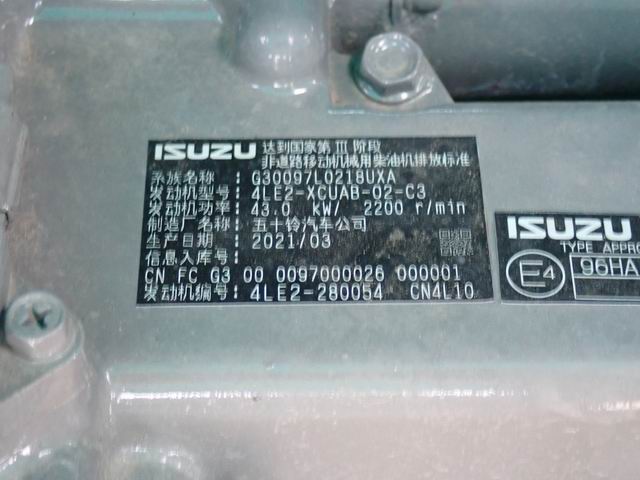 ISUZU 达到国家第 III 阶段
非道路移动机械用柴油机排放标准
系族名称 : G30097L0218UXA
发动机型号 : 4LE2-XCUAB-02-C3
发动机功率 : 43.0 kW/ 2200 r/min
制造厂名称 : 五十铃汽车公司
生产日期 : 2021/03
信息入库号 :
CN FC G3 00 0097000026 000001
发动机编号 : 4LE2-280054 CN4L10
ISUZU
TYPE APPRO
E4 96HA